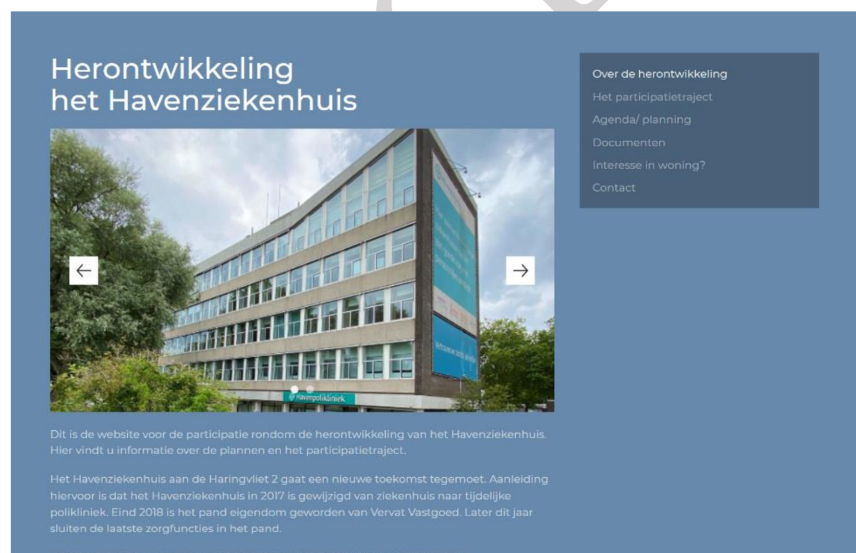 Herontwikkeling
het Havenziekenhuis
Over de herontwikkeling
Het participatietraject
Agenda/ planning
Documenten
Interesse in woning?
Contact
Havenpolikliniek.
Dit is de website voor de participatie rondom de herontwikkeling van het Havenziekenhuis.
Hier vindt u informatie over de plannen en het participatietraject.
Het Havenziekenhuis aan de Haringvliet 2 gaat een nieuwe toekomst tegemoet. Aanleiding
hiervoor is dat het Havenziekenhuis in 2017 is gewijzigd van ziekenhuis naar tijdelijke
polikliniek. Eind 2018 is het pand eigendom geworden van Vervat Vastgoed. Later dit jaar
sluiten de laatste zorgfuncties in het pand.